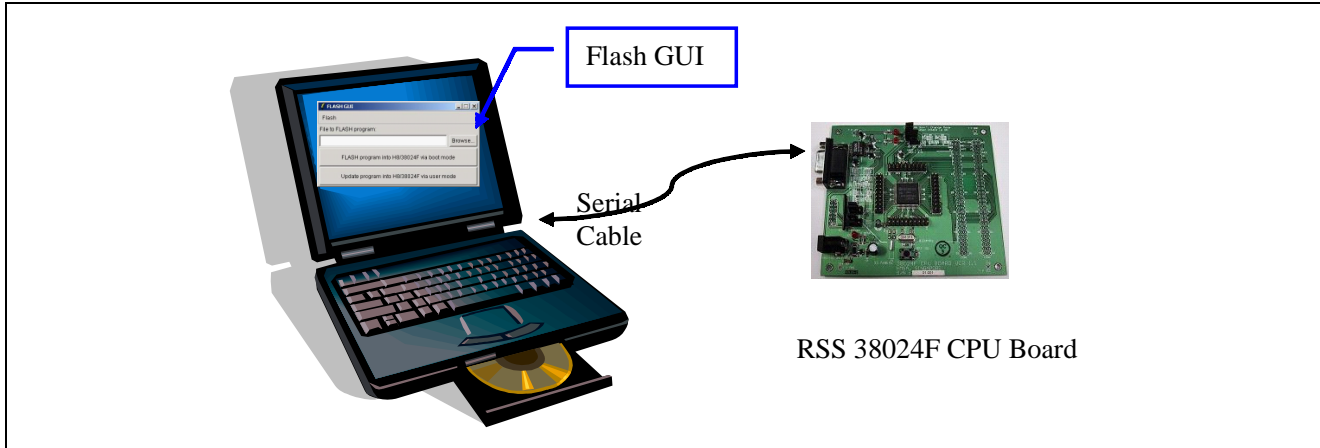 Flash GUI
FLASH GUI
Flash
File to FLASH program:
Browse..
FLASH program into H8/38024F via boot mode
Update program into H8/38024F via user mode
Serial
Cable
RSS 38024F CPU Board